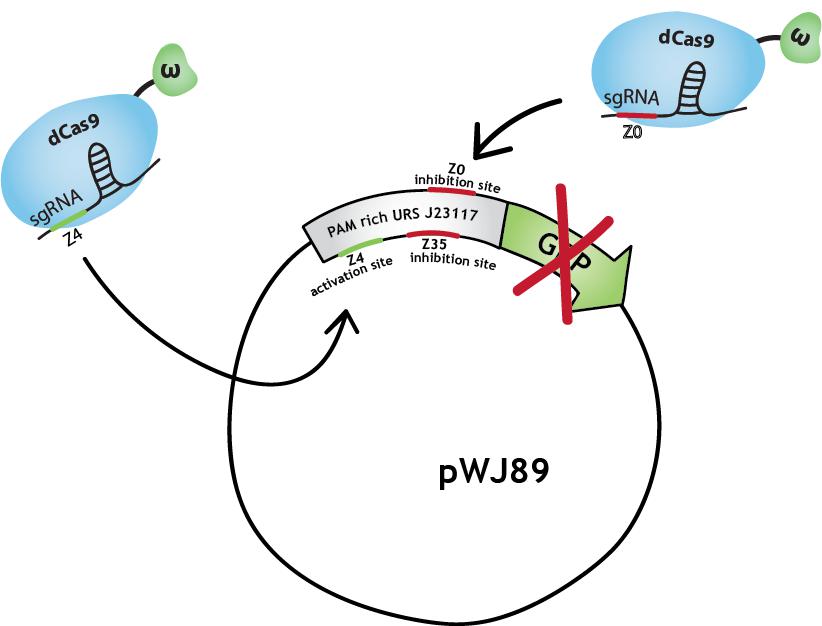 ω
dCas9
sgRNA
Z4
dCas9
ω
sgRNA
Z0
Z0
inhibition site
PAM rich URS J23117
Z4
activation site
Z35
inhibition site
GFP
pWJ89